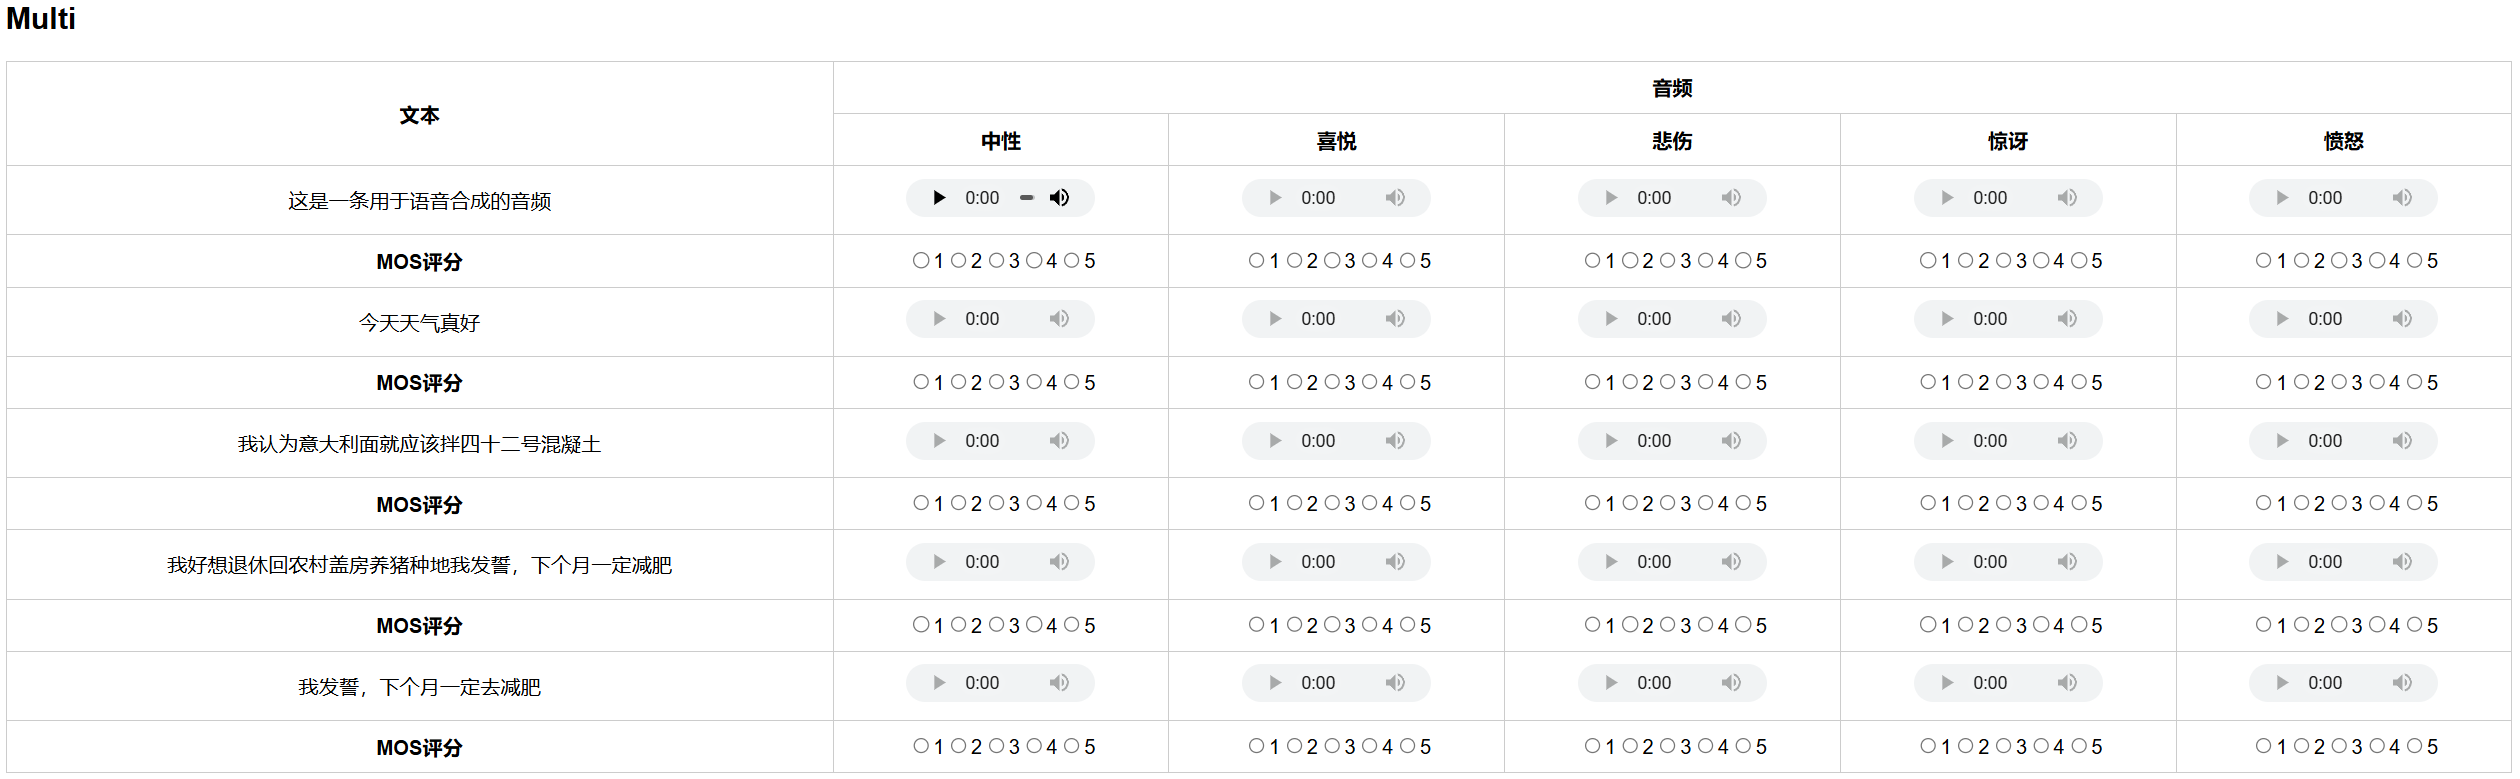 Multi
文本
音频
中性 喜悦 悲伤 惊讶 愤怒
这是一条用于语音合成的音频 0:00 0:00 0:00 0:00 0:00
MOS评分 1 2 3 4 5 1 2 3 4 5 1 2 3 4 5 1 2 3 4 5 1 2 3 4 5
今天天气真好 0:00 0:00 0:00 0:00 0:00
MOS评分 1 2 3 4 5 1 2 3 4 5 1 2 3 4 5 1 2 3 4 5 1 2 3 4 5
我认为意大利面就应该拌四十二号混凝土 0:00 0:00 0:00 0:00 0:00
MOS评分 1 2 3 4 5 1 2 3 4 5 1 2 3 4 5 1 2 3 4 5 1 2 3 4 5
我好想退休回农村盖房养猪种地我发誓，下个月一定减肥 0:00 0:00 0:00 0:00 0:00
MOS评分 1 2 3 4 5 1 2 3 4 5 1 2 3 4 5 1 2 3 4 5 1 2 3 4 5
我发誓，下个月一定去减肥 0:00 0:00 0:00 0:00 0:00
MOS评分 1 2 3 4 5 1 2 3 4 5 1 2 3 4 5 1 2 3 4 5 1 2 3 4 5